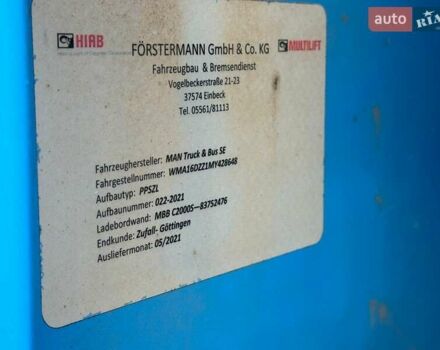 HIAB
FÖRSTERMANN GmbH & Co. KG
MULTILIFT
Fahrzeugbau & Bremsendienst
Vogelbeckerstraße 21-23
37574 Einbeck
Tel. 05561/81113
Fahrzeughersteller: MAN Truck & Bus SE
Fahrgestellnummer: WMA16DZZ1MY428648
Aufbautyp: PPSZL
Aufbaunummer: 022-2021
Ladebordwand: MBB C2000S—83752476
Endkunde: Zufall- Göttingen
Ausliefermonat: 05/2021
auto RIA